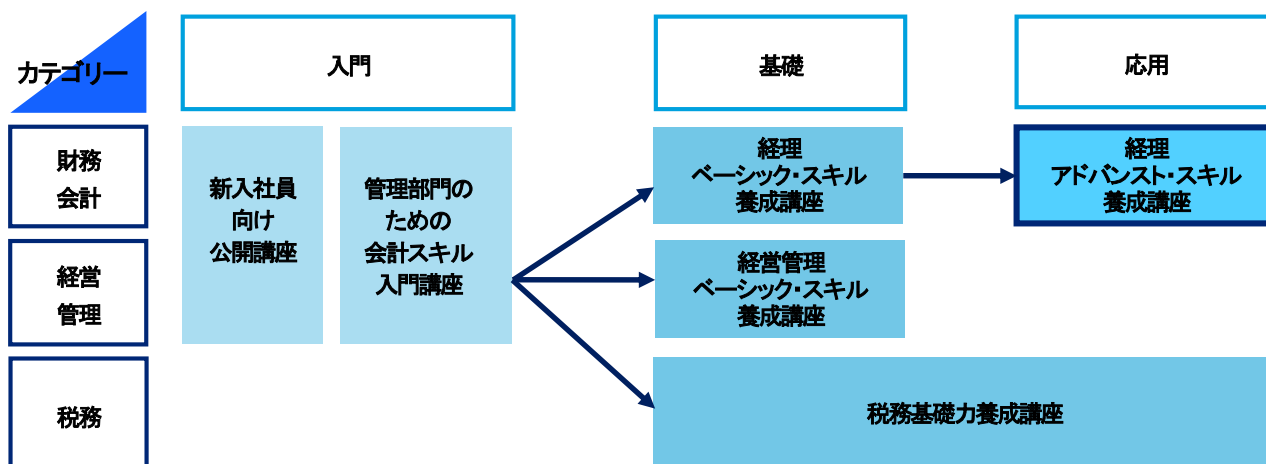 カテゴリー
入門
基礎
応用
財務
会計
新入社員
向け
公開講座
管理部門の
ための
会計スキル
入門講座
経理
ベーシック・スキル
養成講座
経理
アドバンスト・スキル
養成講座
経営
管理
経営管理
ベーシック・スキル
養成講座
税務
税務基礎力養成講座